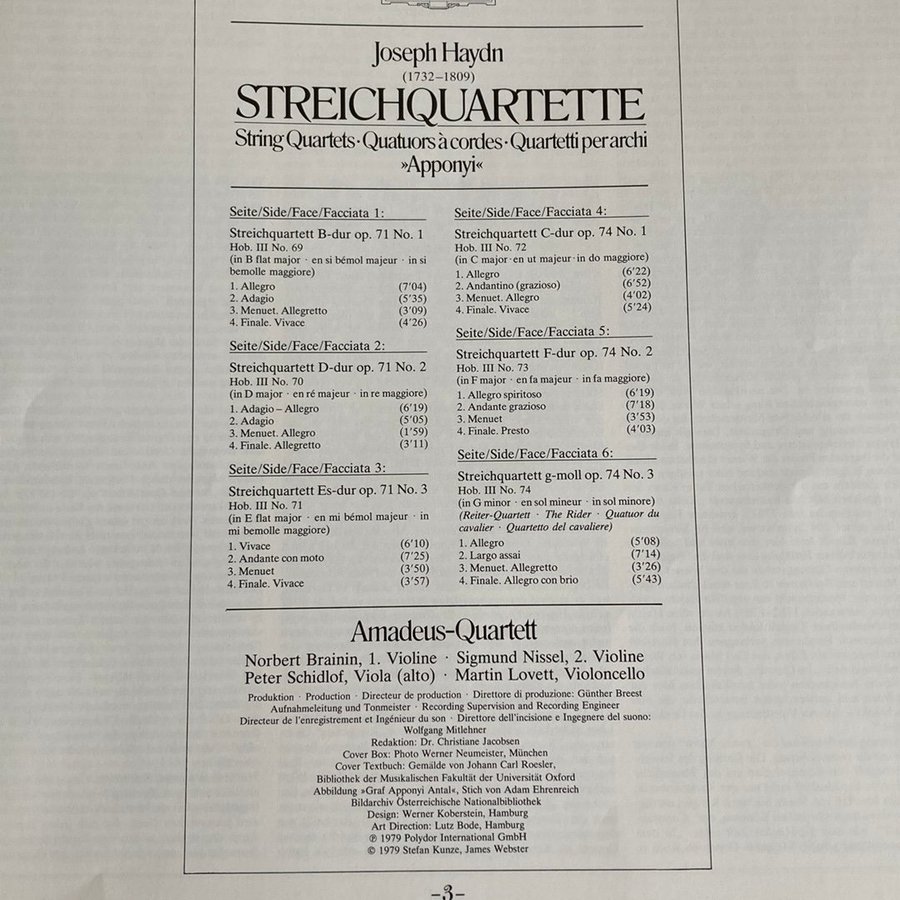 Joseph Haydn
(1732–1809)
STREICHQUARTETTE
String Quartets · Quatuors à cordes · Quartetti per archi
»Apponyi«
Seite/Side/Face/Facciata 1:
Streichquartett B-dur op. 71 No. 1
Hob. III No. 69
(in B flat major · en si bémol majeur · in si
bemolle maggiore)
1. Allegro (7'04)
2. Adagio (5'35)
3. Menuet. Allegretto (3'09)
4. Finale. Vivace (4'26)
Seite/Side/Face/Facciata 2:
Streichquartett D-dur op. 71 No. 2
Hob. III No. 70
(in D major · en ré majeur · in re maggiore)
1. Adagio – Allegro (6'19)
2. Adagio (5'05)
3. Menuet. Allegro (1'59)
4. Finale. Allegretto (3'11)
Seite/Side/Face/Facciata 3:
Streichquartett Es-dur op. 71 No. 3
Hob. III No. 71
(in E flat major · en mi bémol majeur · in
mi bemolle maggiore)
1. Vivace (6'10)
2. Andante con moto (7'25)
3. Menuet (3'50)
4. Finale. Vivace (3'57)
Seite/Side/Face/Facciata 4:
Streichquartett C-dur op. 74 No. 1
Hob. III No. 72
(in C major · en ut majeur · in do maggiore)
1. Allegro (6'22)
2. Andantino (grazioso) (6'52)
3. Menuet. Allegro (4'02)
4. Finale. Vivace (5'24)
Seite/Side/Face/Facciata 5:
Streichquartett F-dur op. 74 No. 2
Hob. III No. 73
(in F major · en fa majeur · in fa maggiore)
1. Allegro spiritoso (6'19)
2. Andante grazioso (7'18)
3. Menuet (3'53)
4. Finale. Presto (4'03)
Seite/Side/Face/Facciata 6:
Streichquartett g-moll op. 74 No. 3
Hob. III No. 74
(in G minor · en sol mineur · in sol minore)
(Reiter-Quartett · The Rider · Quatuor du
cavalier · Quartetto del cavaliere)
1. Allegro (5'08)
2. Largo assai (7'14)
3. Menuet. Allegretto (3'26)
4. Finale. Allegro con brio (5'43)
Amadeus-Quartett
Norbert Brainin, 1. Violine · Sigmund Nissel, 2. Violine
Peter Schidlof, Viola (alto) · Martin Lovett, Violoncello
Produktion · Production · Directeur de production · Direttore di produzione: Günther Breest
Aufnahmeleitung und Tonmeister · Recording Supervision and Recording Engineer
Directeur de l'enregistrement et Ingénieur du son · Direttore dell'incisione e Ingegnere del suono:
Wolfgang Mitlehner
Redaktion: Dr. Christiane Jacobsen
Cover Box: Photo Werner Neumeister, München
Cover Textbuch: Gemälde von Johann Carl Roesler,
Bibliothek der Musikalischen Fakultät der Universität Oxford
Abbildung »Graf Apponyi Antal«, Stich von Adam Ehrenreich
Bildarchiv Österreichische Nationalbibliothek
Design: Werner Koberstein, Hamburg
Art Direction: Lutz Bode, Hamburg
℗ 1979 Polydor International GmbH
© 1979 Stefan Kunze, James Webster
–3–